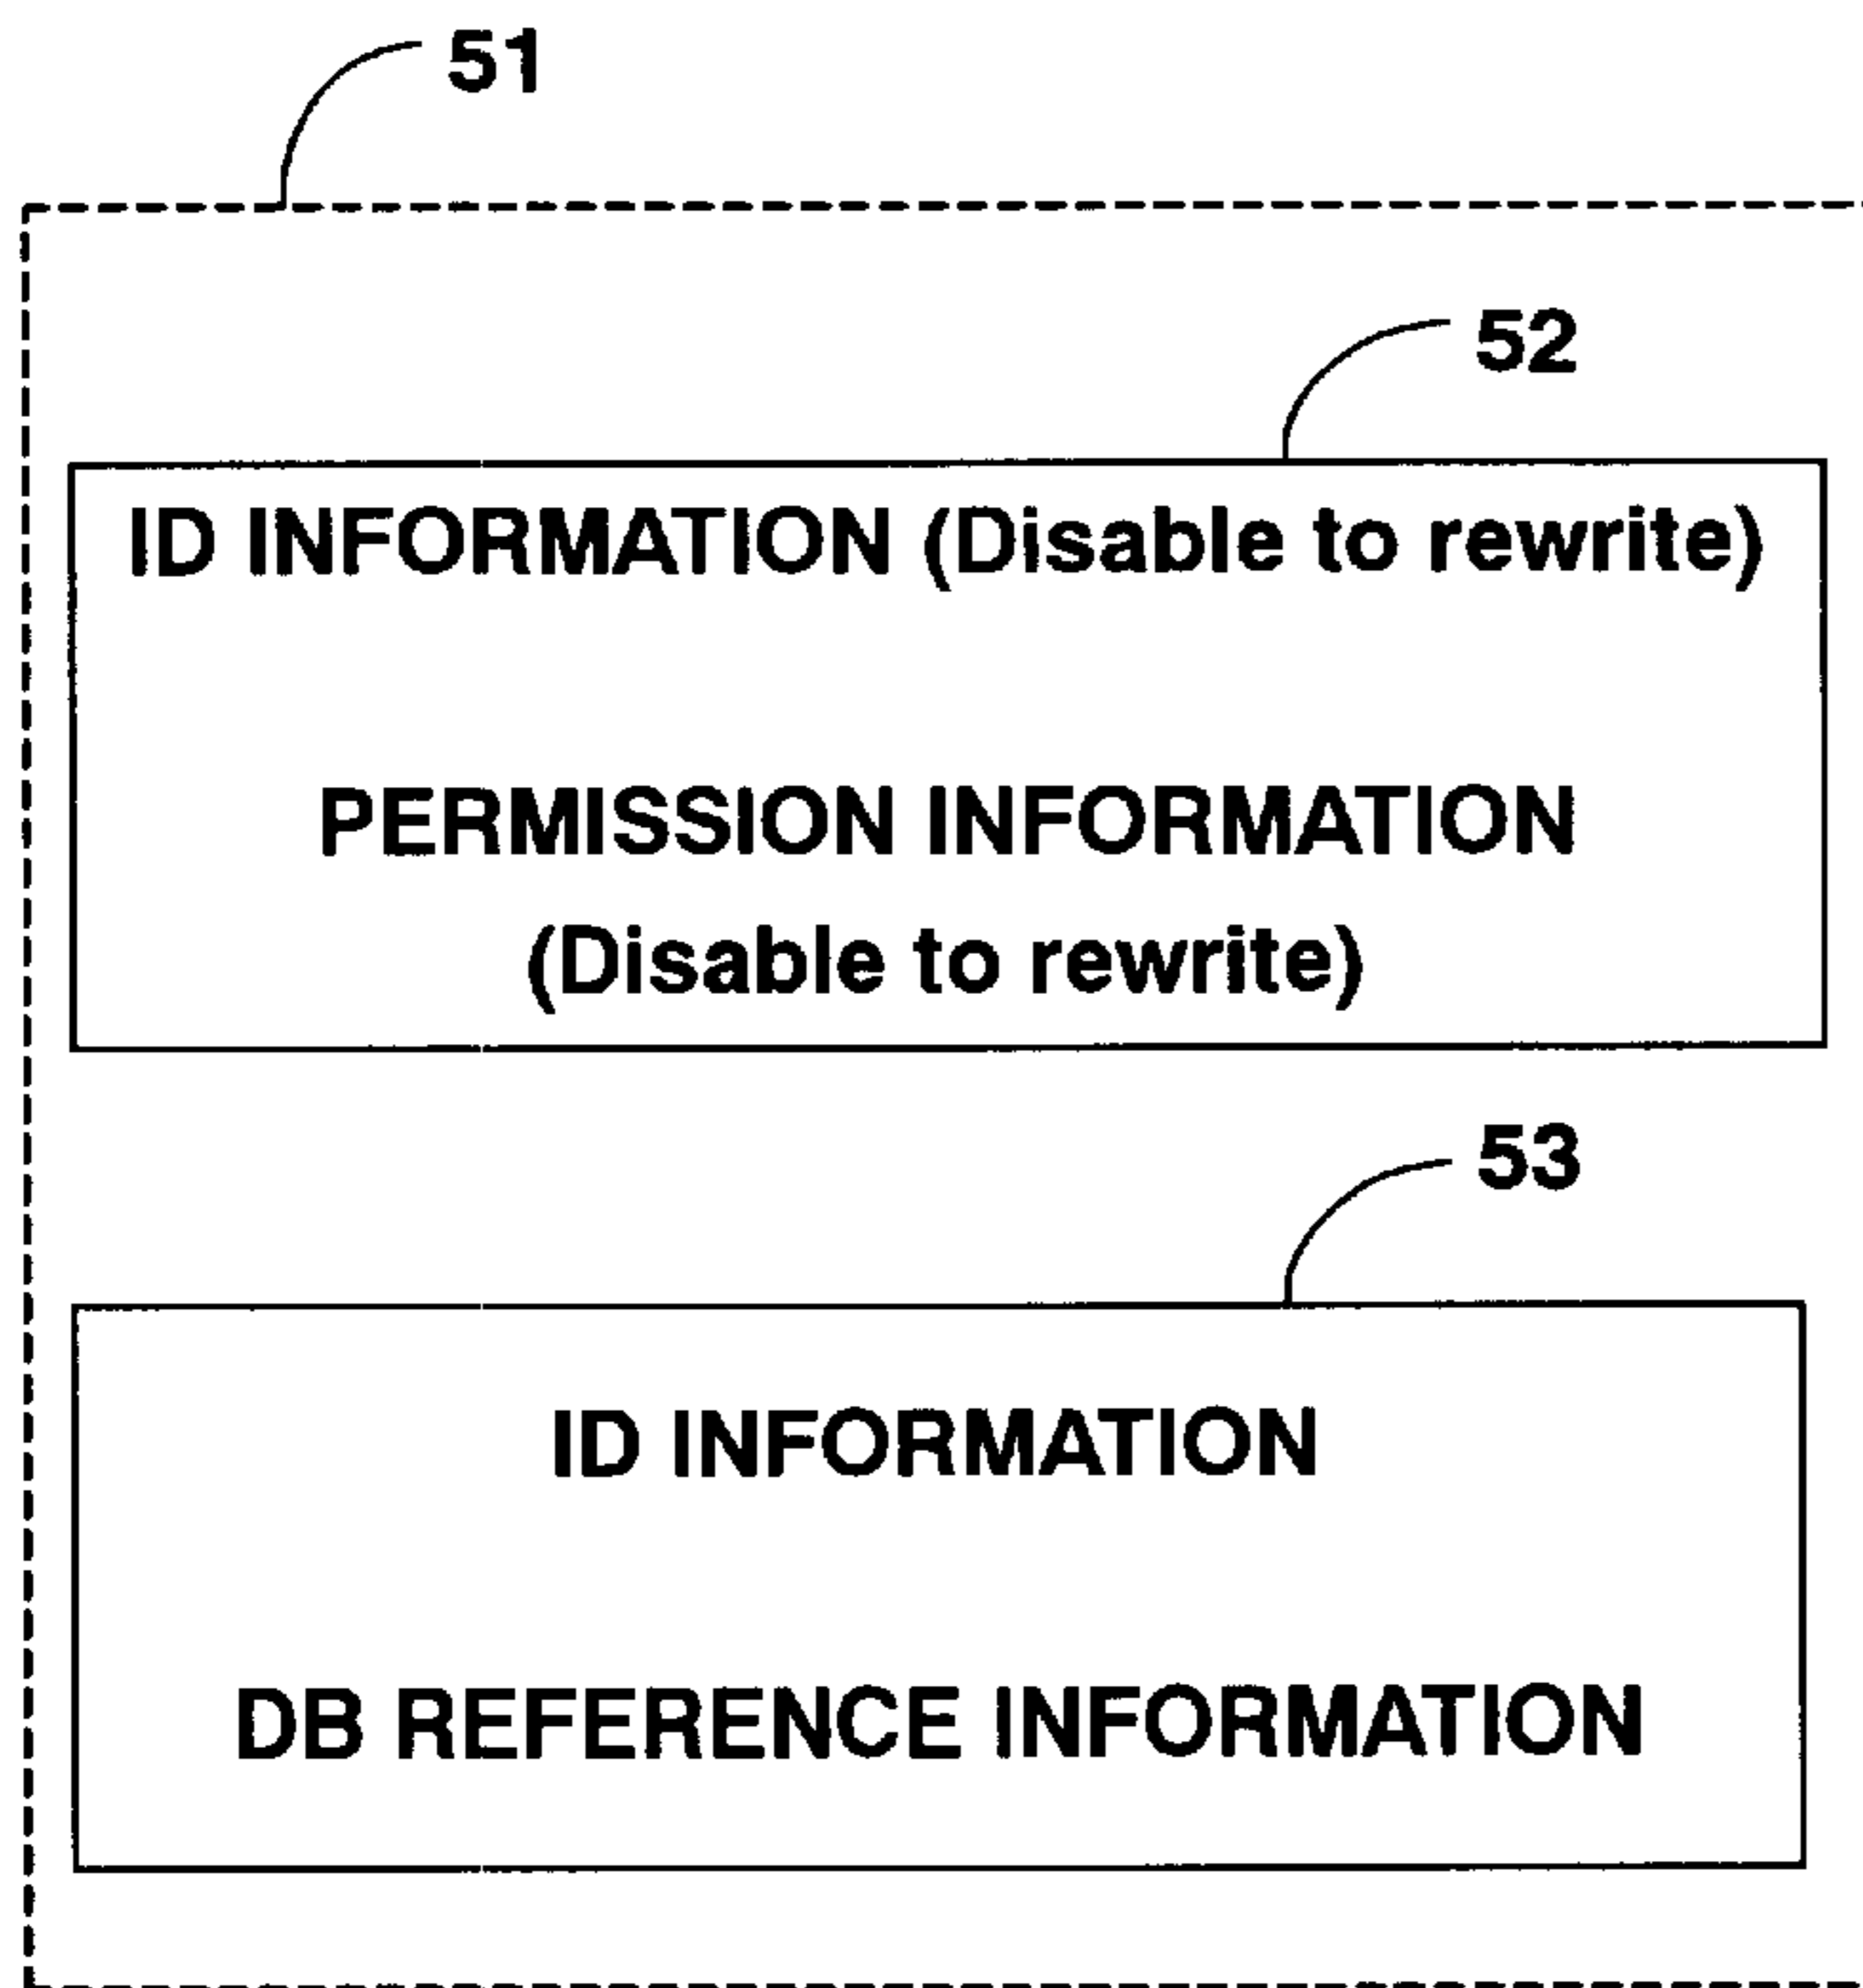 51
52
ID INFORMATION (Disable to rewrite)
PERMISSION INFORMATION
(Disable to rewrite)
53
ID INFORMATION
DB REFERENCE INFORMATION